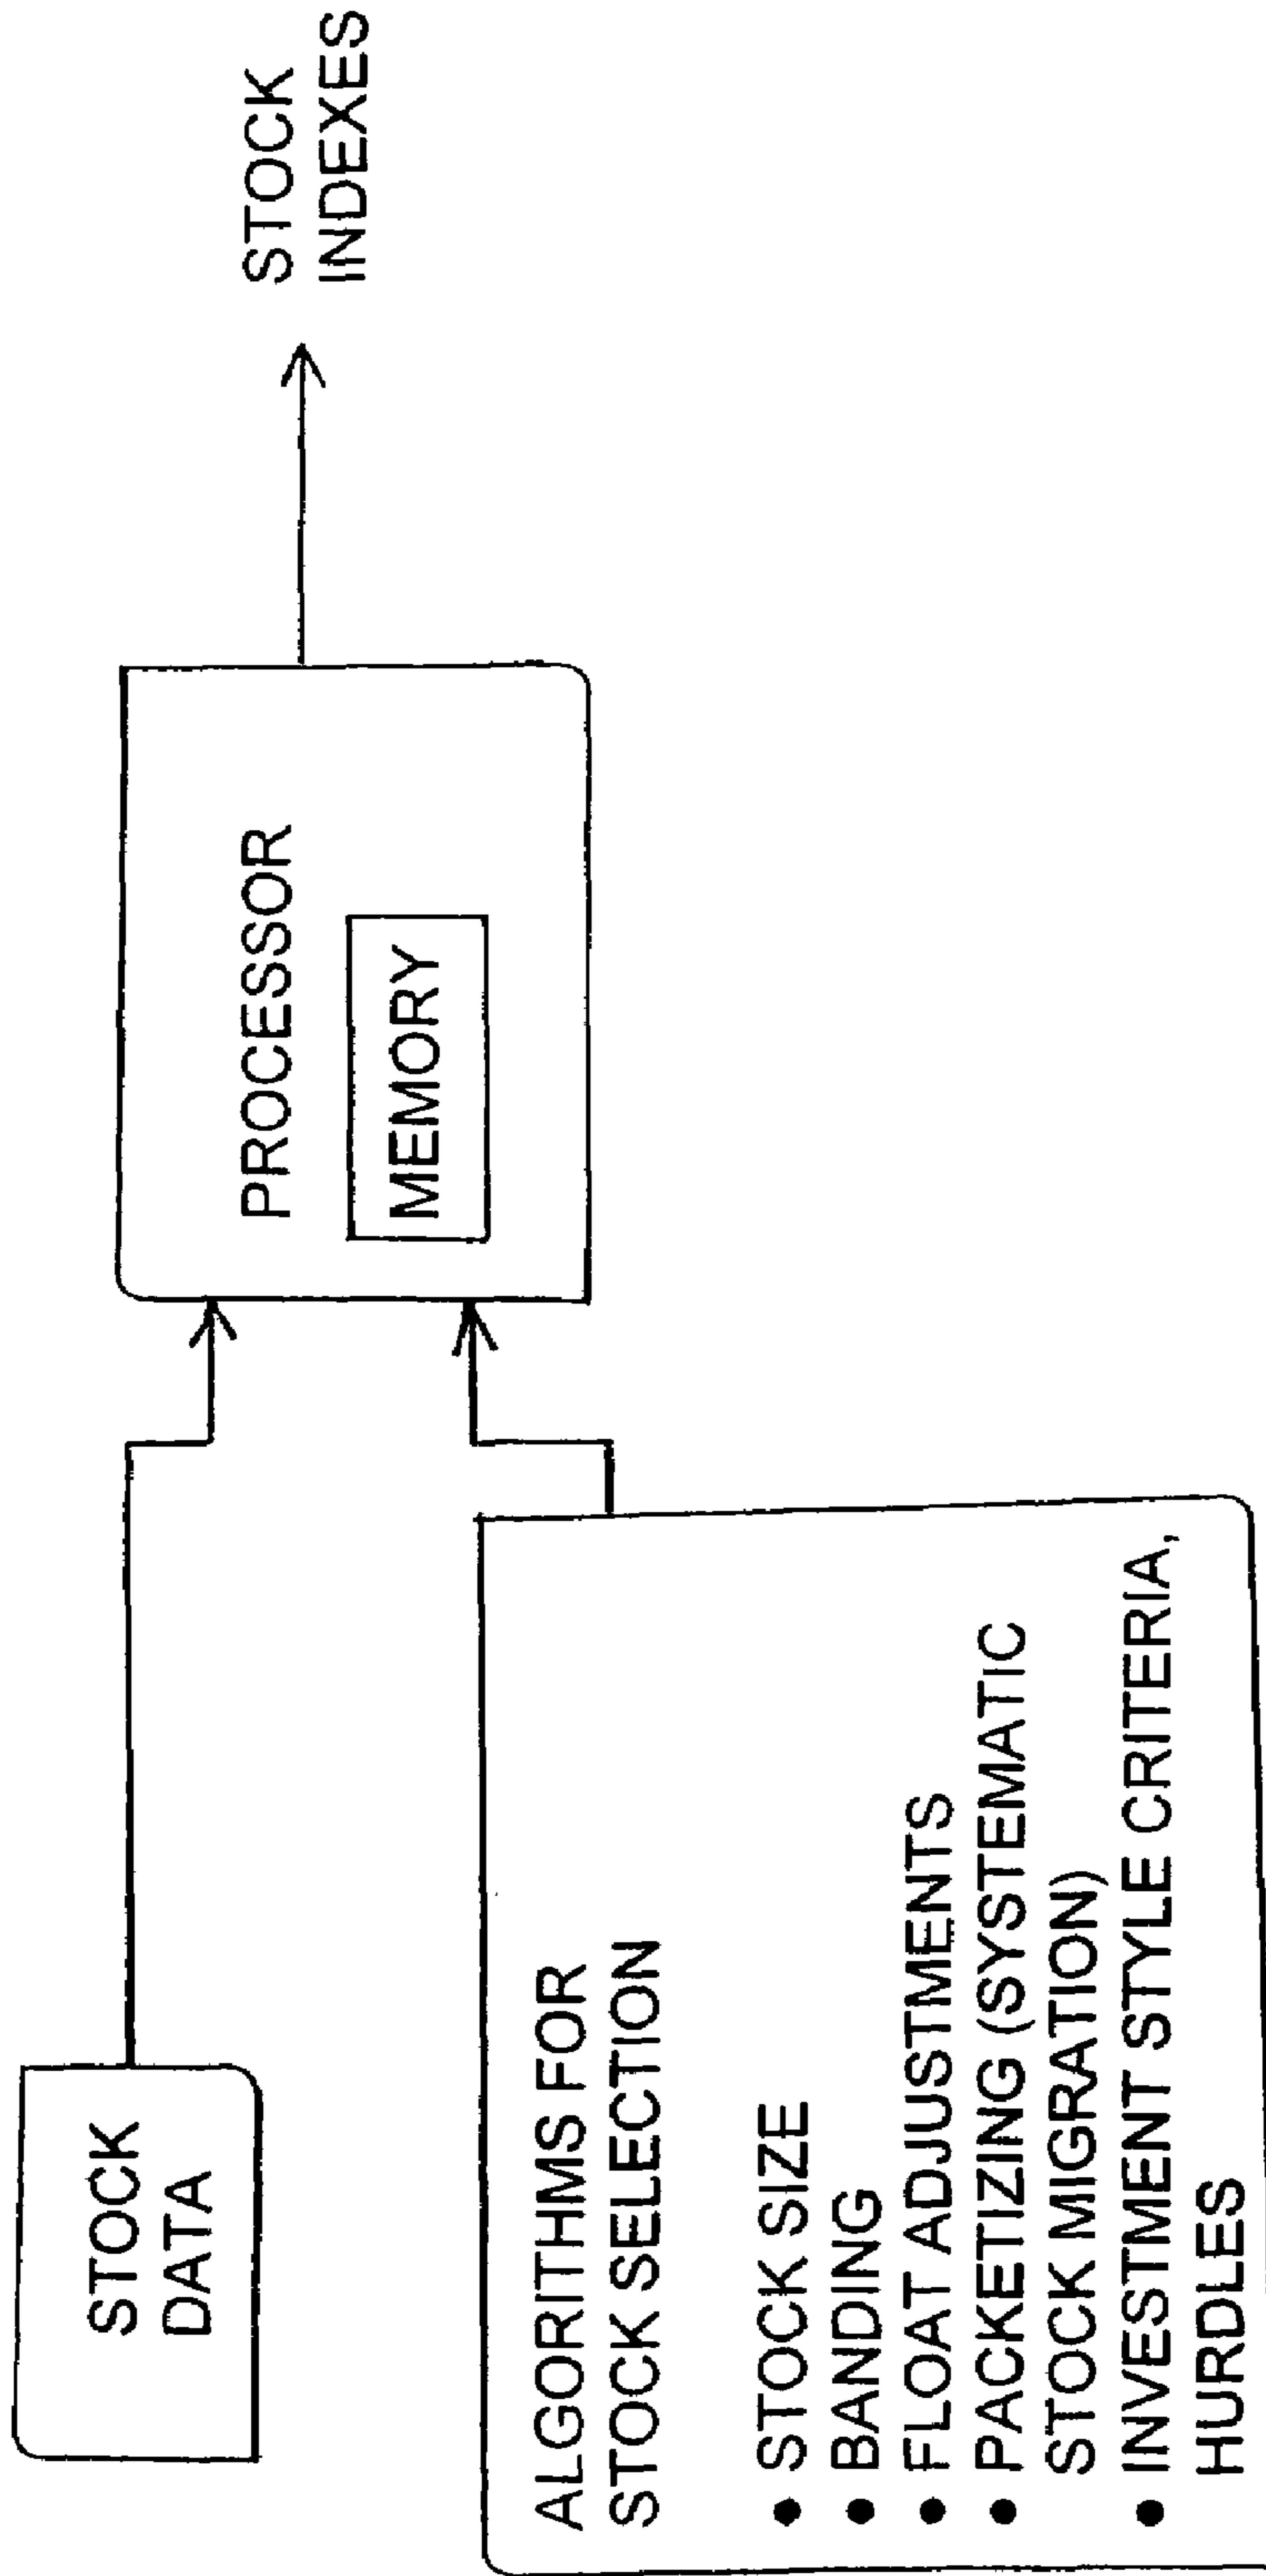 STOCK
DATA
ALGORITHMS FOR
STOCK SELECTION
• STOCK SIZE
• BANDING
• FLOAT ADJUSTMENTS
• PACKETIZING (SYSTEMATIC
STOCK MIGRATION)
• INVESTMENT STYLE CRITERIA,
HURDLES
PROCESSOR
MEMORY
STOCK
INDEXES